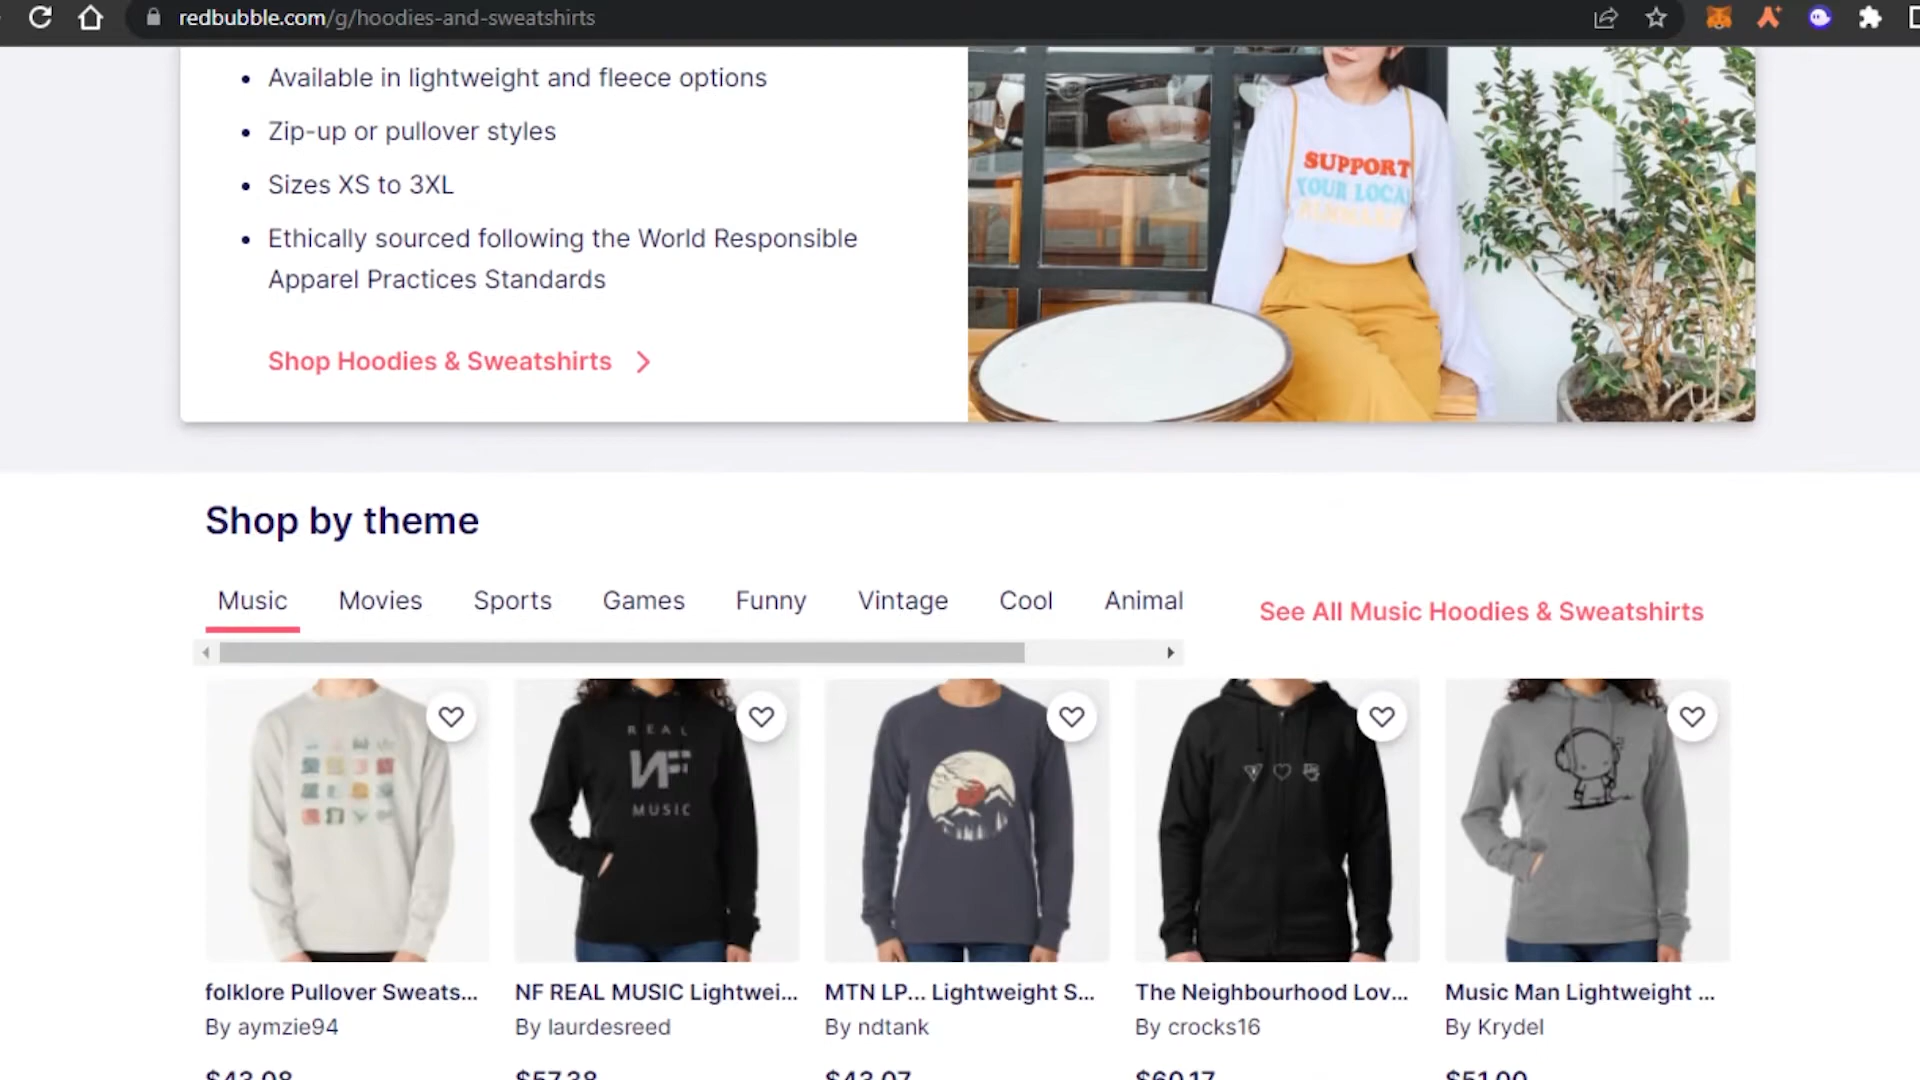 redbubble.com/g/hoodies-and-sweatshirts
Available in lightweight and fleece options
Zip-up or pullover styles
Sizes XS to 3XL
Ethically sourced following the World Responsible
Apparel Practices Standards
Shop Hoodies & Sweatshirts
SUPPORT
YOUR LOCAL
Shop by theme
Music Movies Sports Games Funny Vintage Cool Animal
See All Music Hoodies & Sweatshirts
REAL
NF
MUSIC
folklore Pullover Sweats...
By aymzie94
$43.08
NF REAL MUSIC Lightwei...
By laurdesreed
$57.38
MTN LP... Lightweight S...
By ndtank
$43.07
The Neighbourhood Lov...
By crocks16
$60.17
Music Man Lightweight ...
By Krydel
$51.00